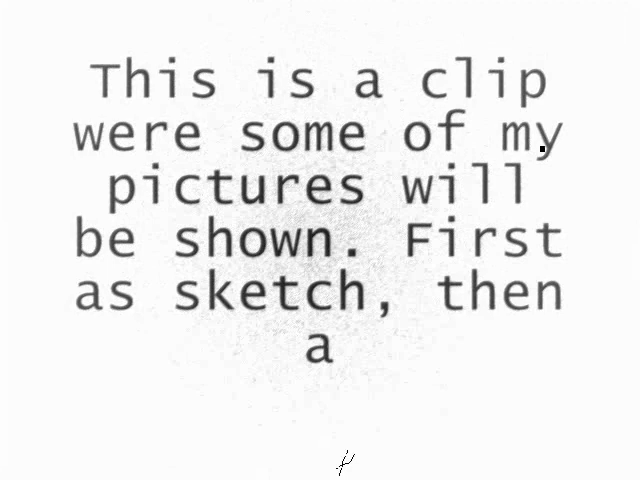 This is a clip
were some of my
pictures will
be shown. First
as sketch, then
a